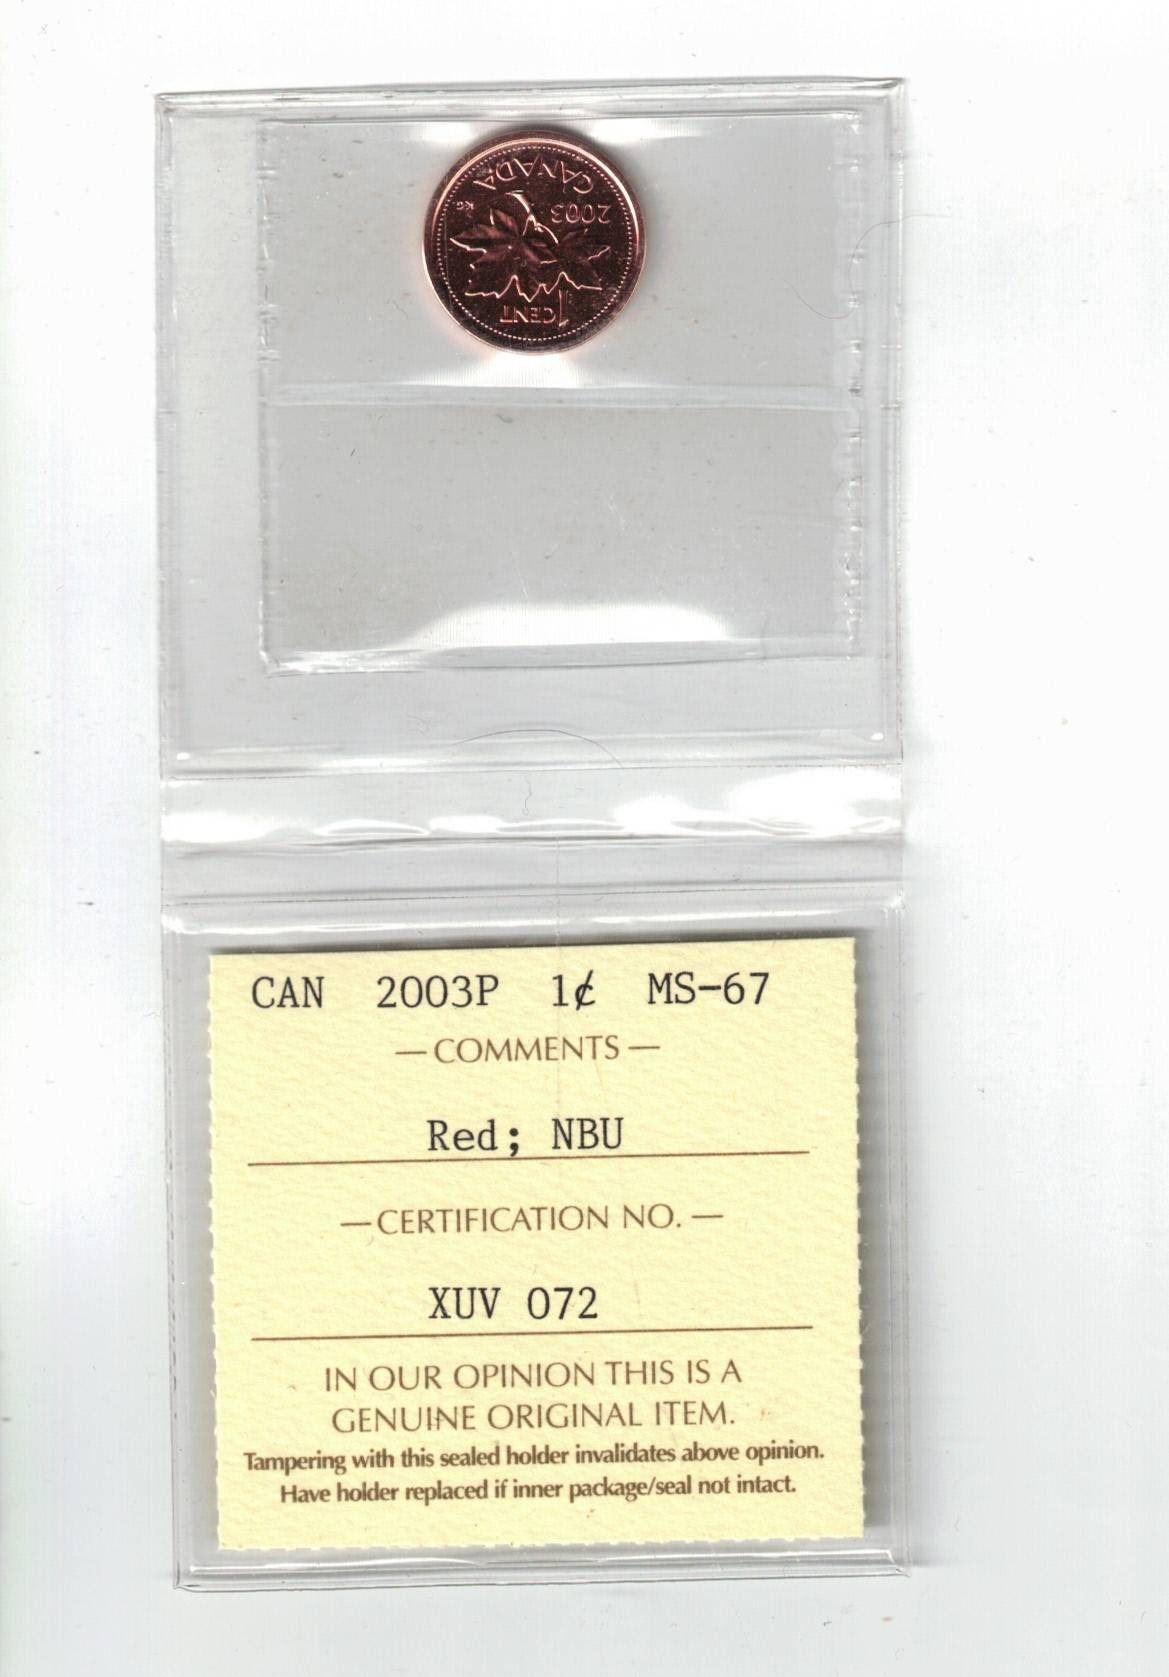 CANADA
2003 KG
1 CENT
CAN 2003P 1¢ MS-67
— COMMENTS —
Red; NBU
— CERTIFICATION NO. —
XUV 072
IN OUR OPINION THIS IS A
GENUINE ORIGINAL ITEM.
Tampering with this sealed holder invalidates above opinion.
Have holder replaced if inner package/seal not intact.